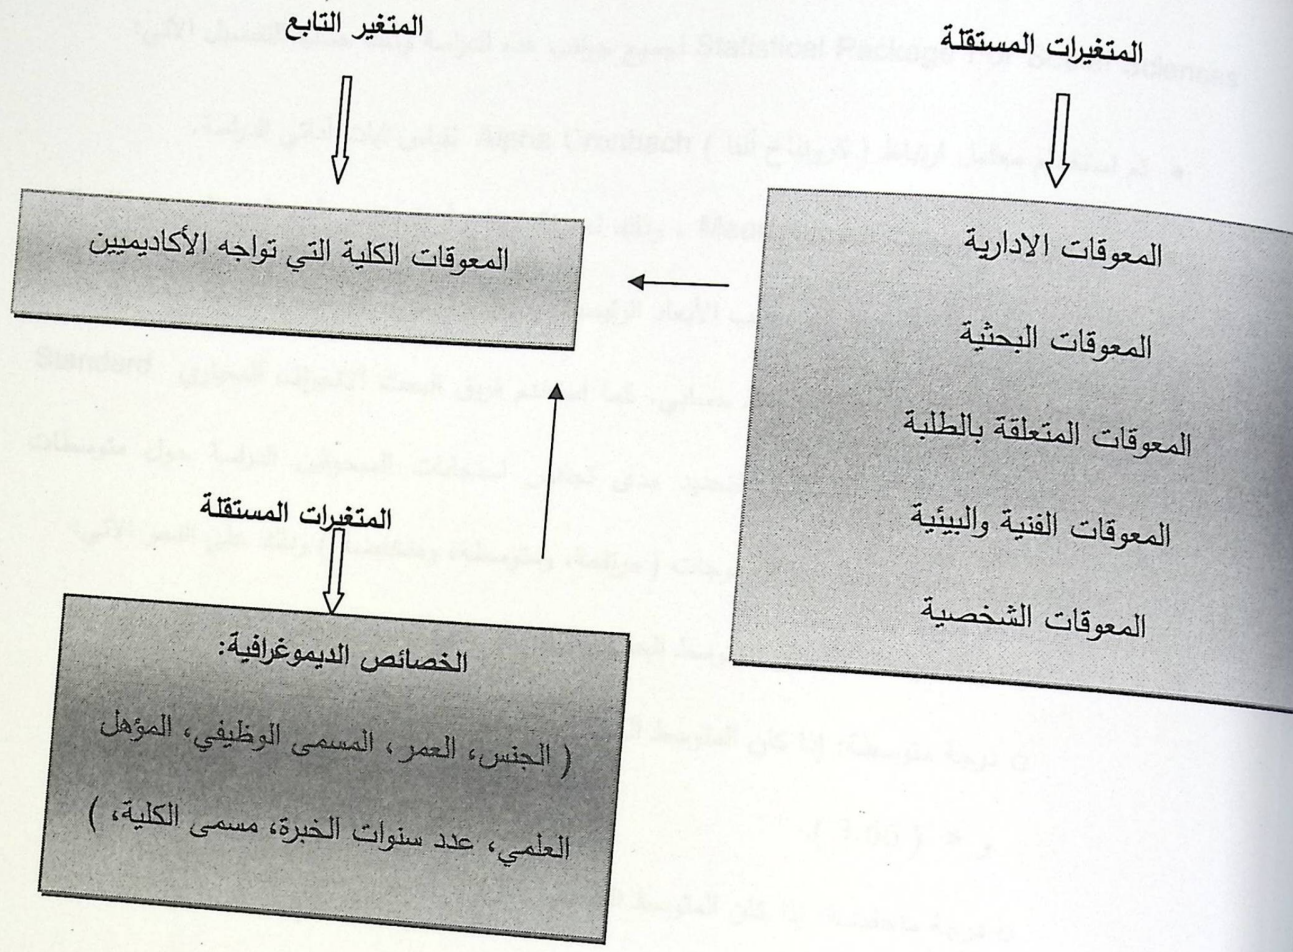 المتغيرات المستقلة
المتغير التابع
المعوقات الادارية
المعوقات البحثية
المعوقات المتعلقة بالطلبة
المعوقات الفنية والبيئية
المعوقات الشخصية
المعوقات الكلية التي تواجه الأكاديميين
المتغيرات المستقلة
الخصائص الديموغرافية:
( الجنس، العمر، المسمى الوظيفي، المؤهل
العلمي، عدد سنوات الخبرة، مسمى الكلية، )